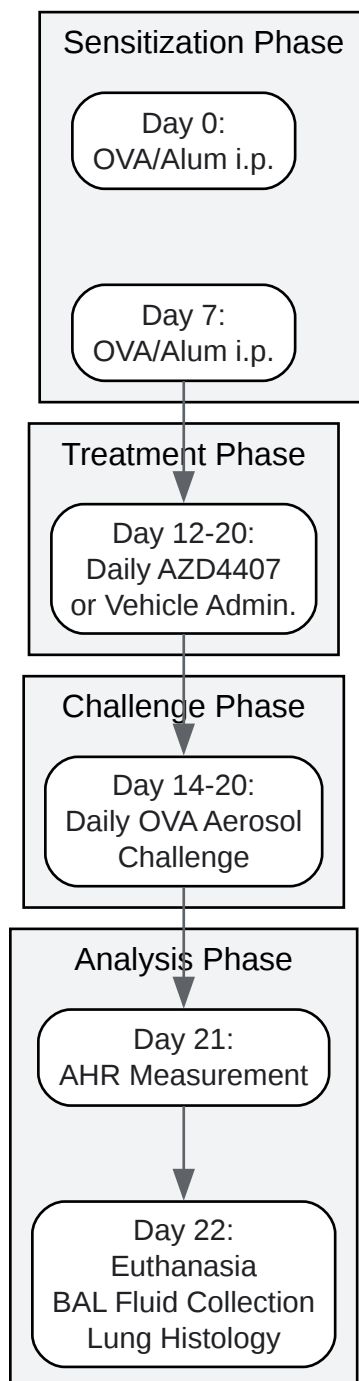 Sensitization Phase
Day 0:
OVA/Alum i.p.
Day 7:
OVA/Alum i.p.
Treatment Phase
Day 12-20:
Daily AZD4407
or Vehicle Admin.
Challenge Phase
Day 14-20:
Daily OVA Aerosol
Challenge
Analysis Phase
Day 21:
AHR Measurement
Day 22:
Euthanasia
BAL Fluid Collection
Lung Histology